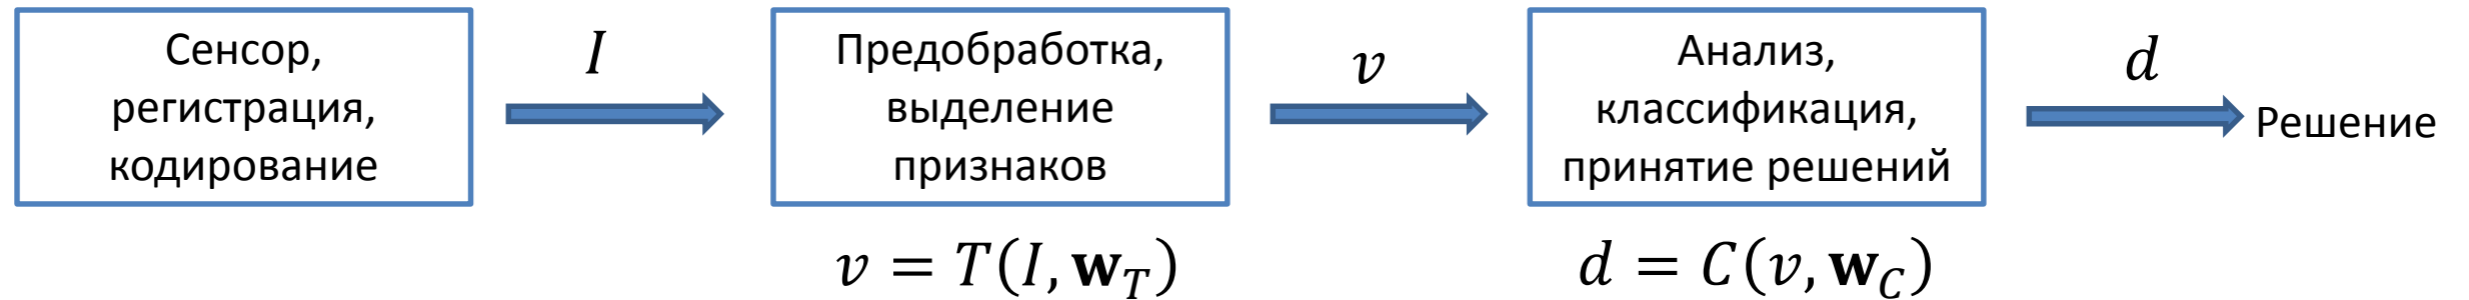 Сенсор,
регистрация,
кодирование
I
Предобработка,
выделение
признаков
v = T(I, w_T)
v
Анализ,
классификация,
принятие решений
d = C(v, w_C)
d
Решение